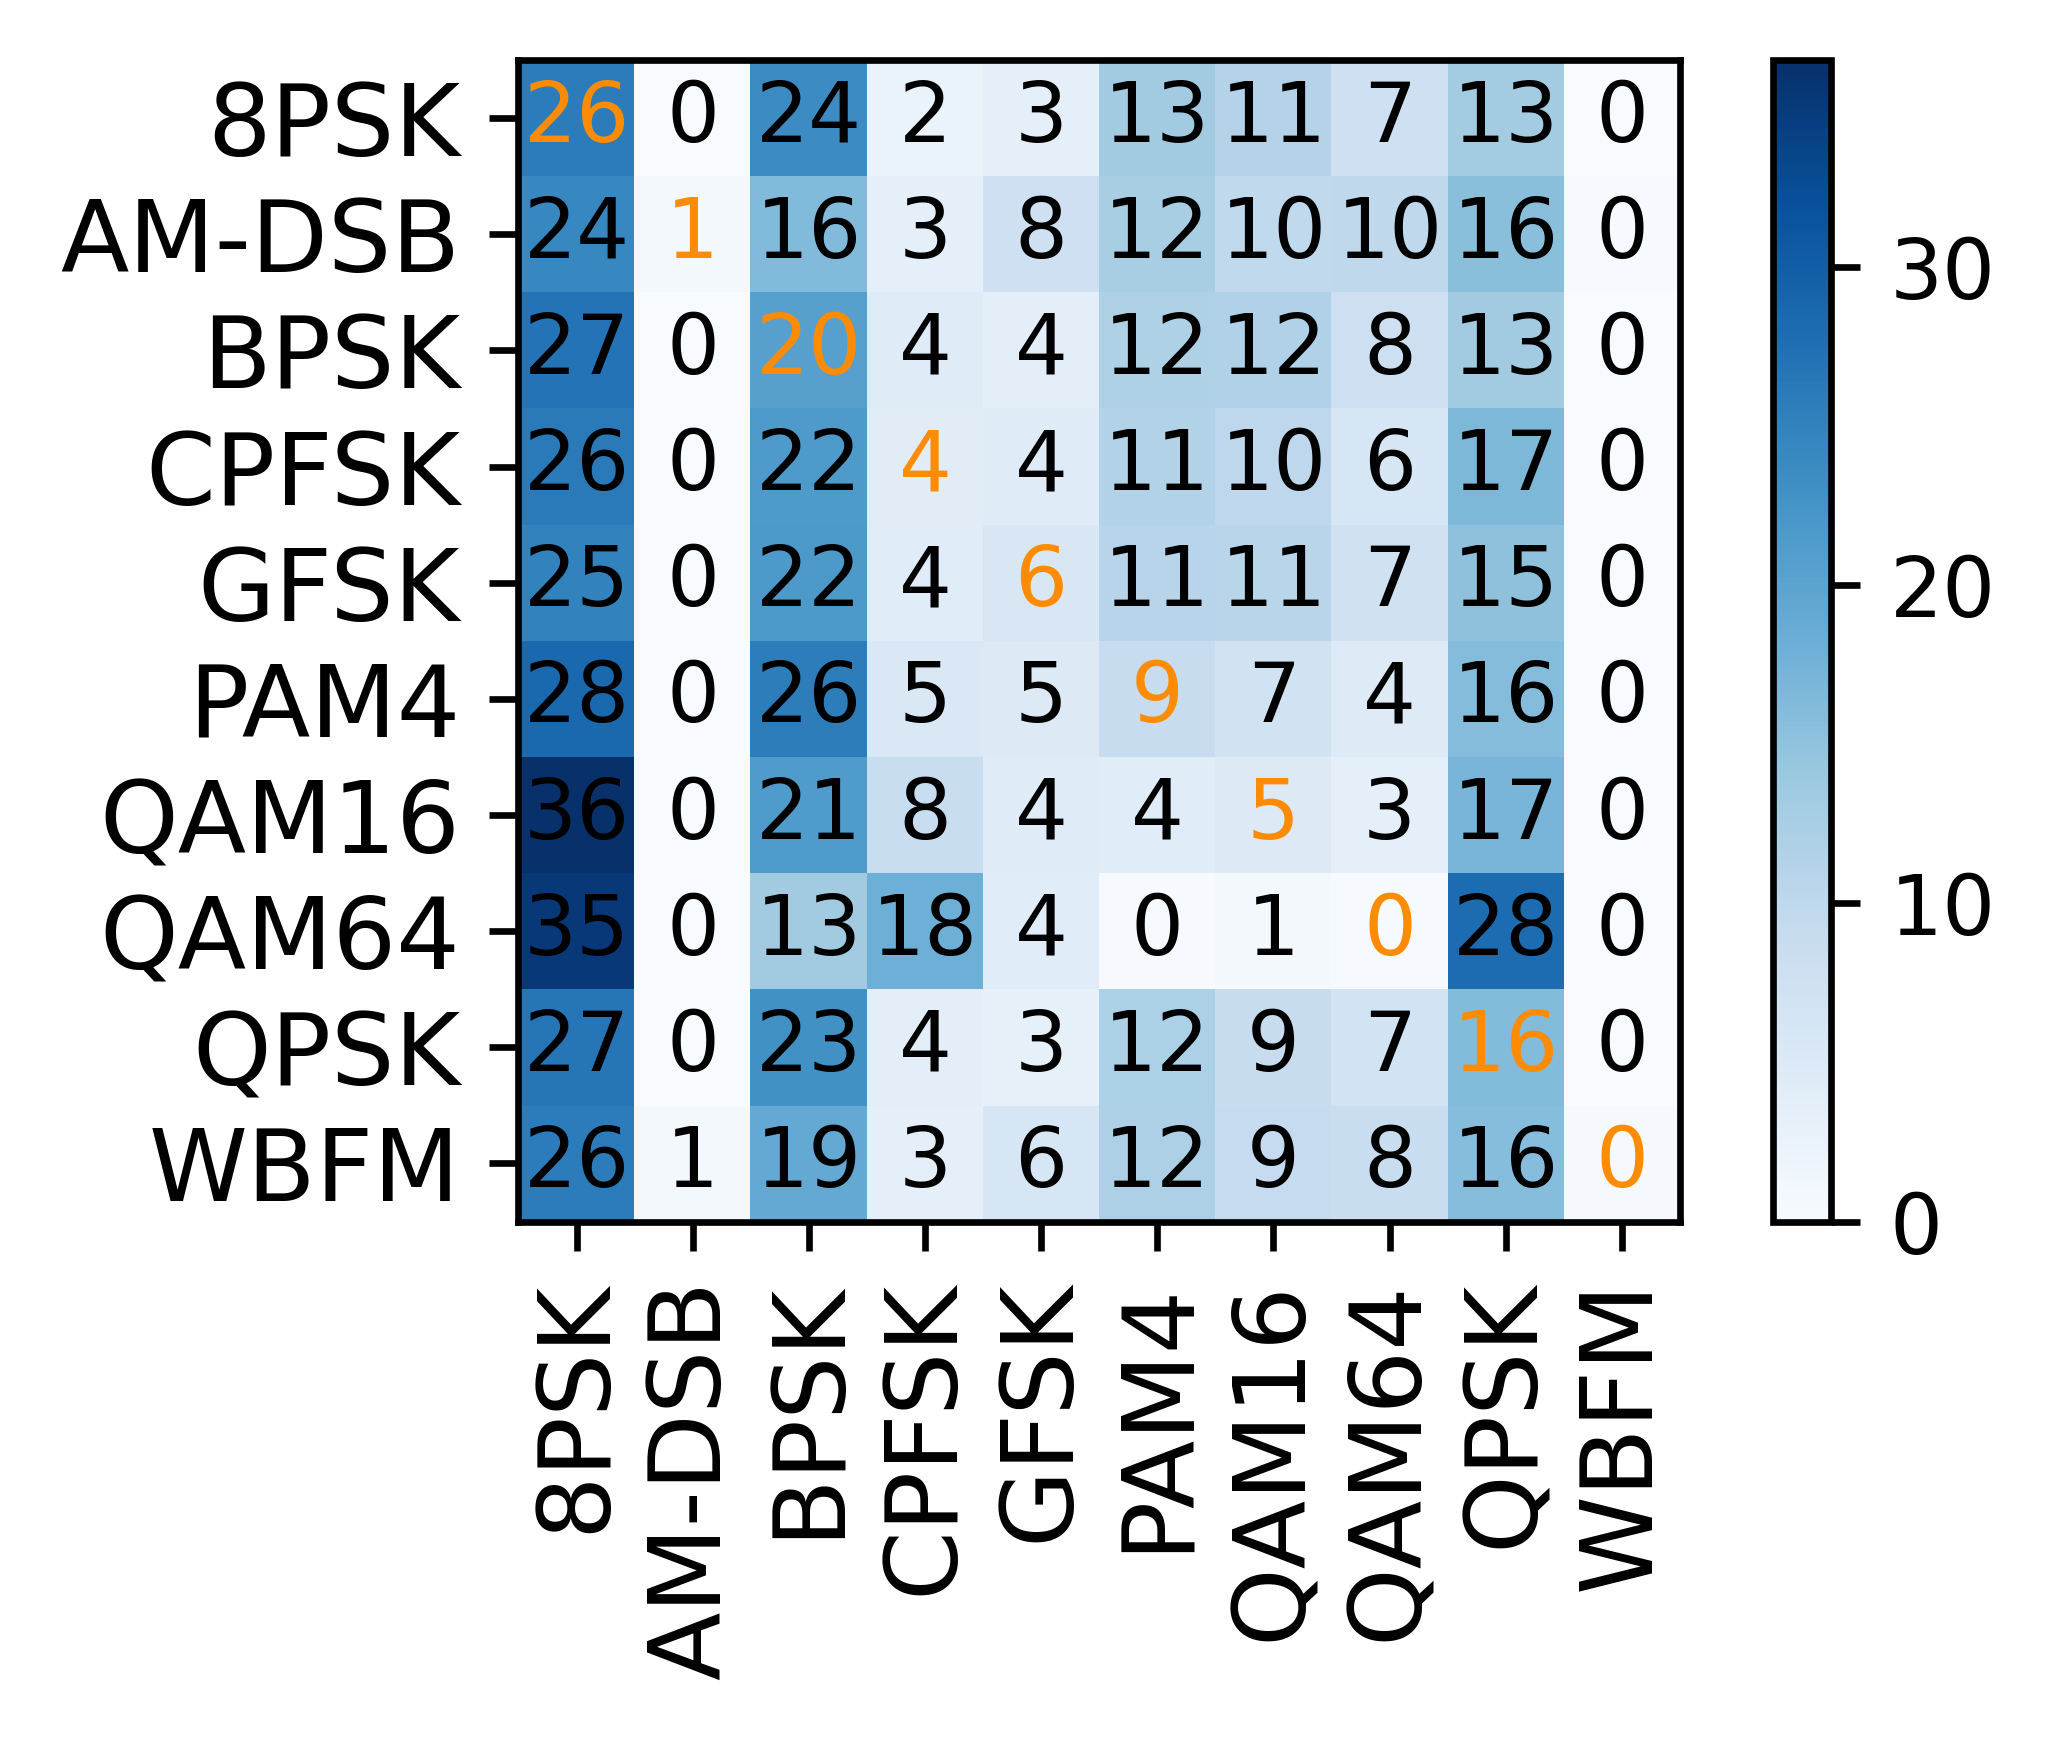 8PSK 26 0 24 2 3 13 11 7 13 0
AM-DSB 24 1 16 3 8 12 10 10 16 0
BPSK 27 0 20 4 4 12 12 8 13 0
CPFSK 26 0 22 4 4 11 10 6 17 0
GFSK 25 0 22 4 6 11 11 7 15 0
PAM4 28 0 26 5 5 9 7 4 16 0
QAM16 36 0 21 8 4 4 5 3 17 0
QAM64 35 0 13 18 4 0 1 0 28 0
QPSK 27 0 23 4 3 12 9 7 16 0
WBFM 26 1 19 3 6 12 9 8 16 0
8PSK
AM-DSB
BPSK
CPFSK
GFSK
PAM4
QAM16
QAM64
QPSK
WBFM
30
20
10
0